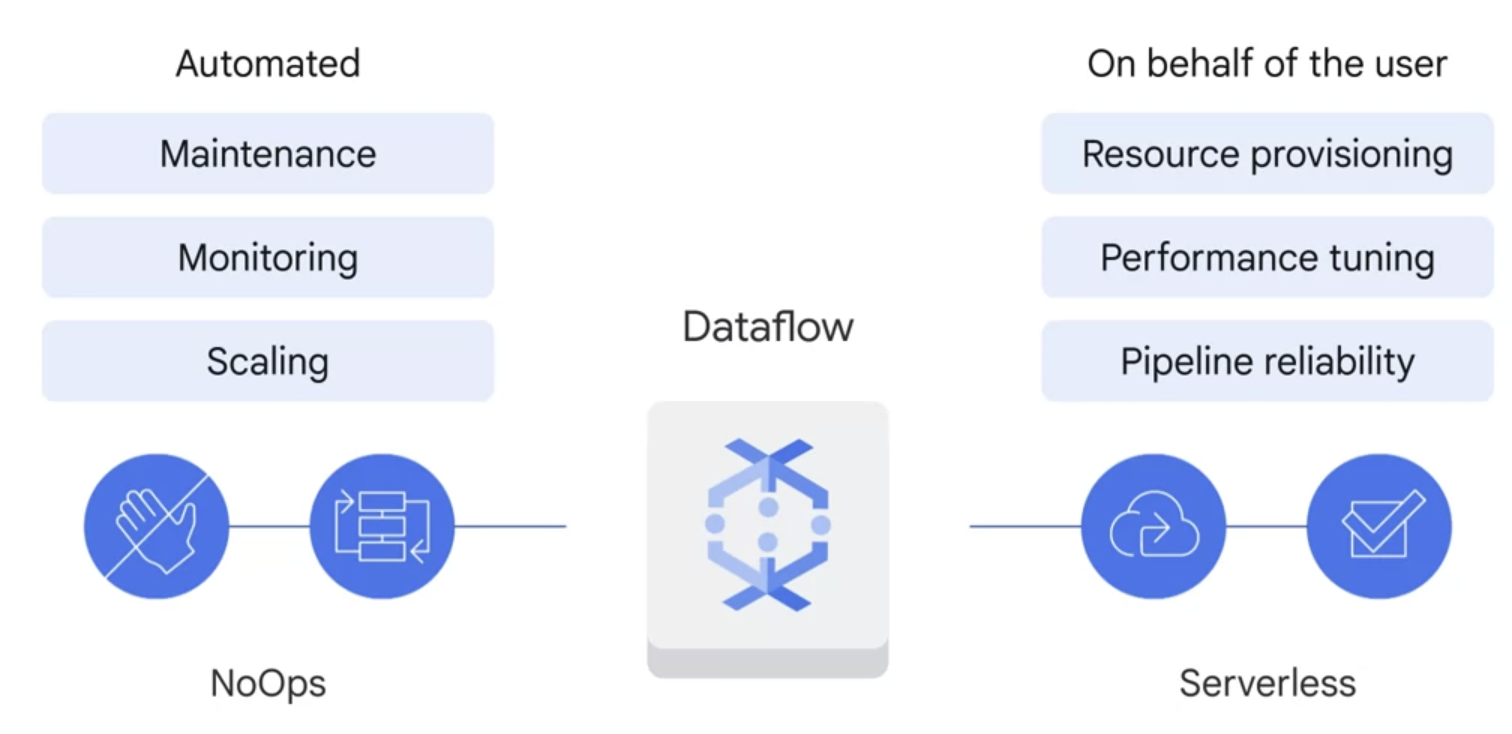 Automated
Maintenance
Monitoring
Scaling
NoOps
Dataflow
On behalf of the user
Resource provisioning
Performance tuning
Pipeline reliability
Serverless